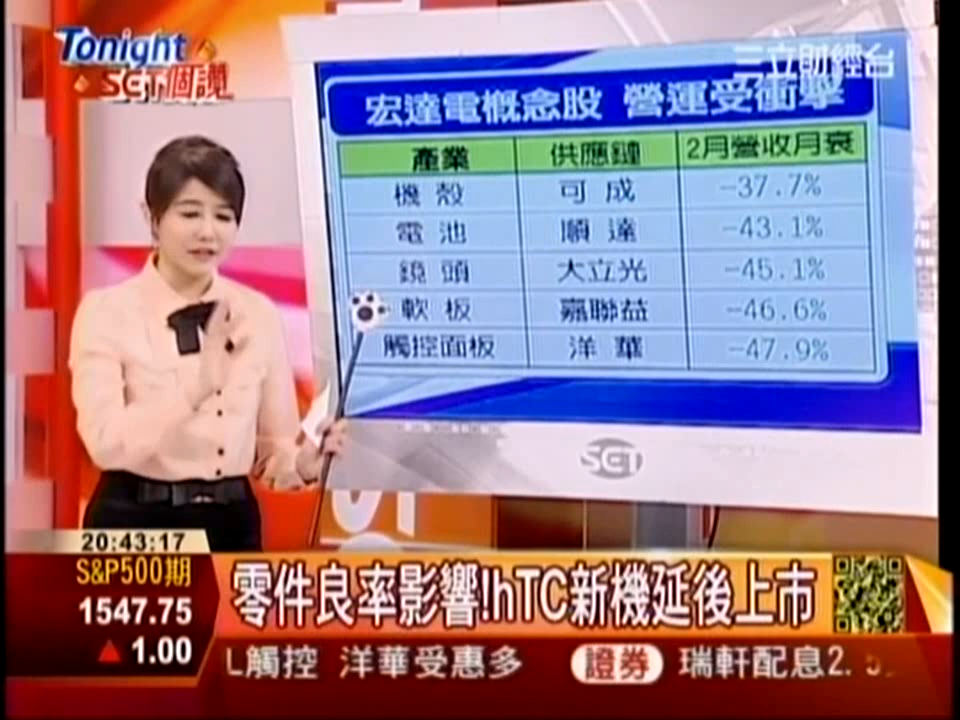 Tonight
SET個讚
三立財經台
宏達電概念股 營運受衝擊
產業 供應鏈 2月營收月衰
機殼 可成 -37.7%
電池 順達 -43.1%
鏡頭 大立光 -45.1%
軟板 嘉聯益 -46.6%
觸控面板 洋華 -47.9%
SET
20:43:17
S&P500期
1547.75
▲ 1.00
零件良率影響!hTC新機延後上市
L觸控 洋華受惠多 證券 瑞軒配息2.